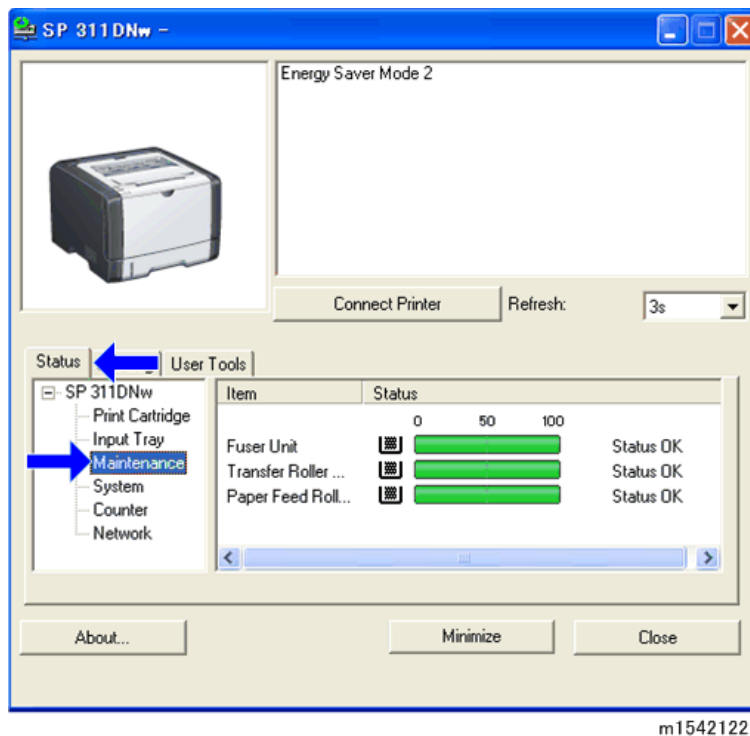 SP 311DNw -
Energy Saver Mode 2
Connect Printer Refresh: 3s
Status User Tools
SP 311DNw
Print Cartridge
Input Tray
Maintenance
System
Counter
Network
Item Status
0 50 100
Fuser Unit Status OK
Transfer Roller ... Status OK
Paper Feed Roll... Status OK
About... Minimize Close
m1542122